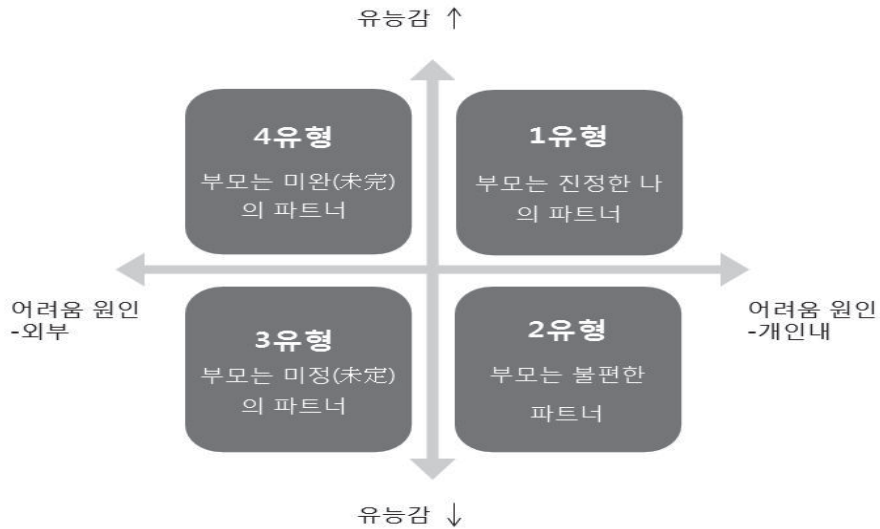 유능감 ↑
4유형
부모는 미완(未完)
의 파트너
1유형
부모는 진정한 나
의 파트너
어려움 원인
-외부
어려움 원인
-개인내
3유형
부모는 미정(未定)
의 파트너
2유형
부모는 불편한
파트너
유능감 ↓